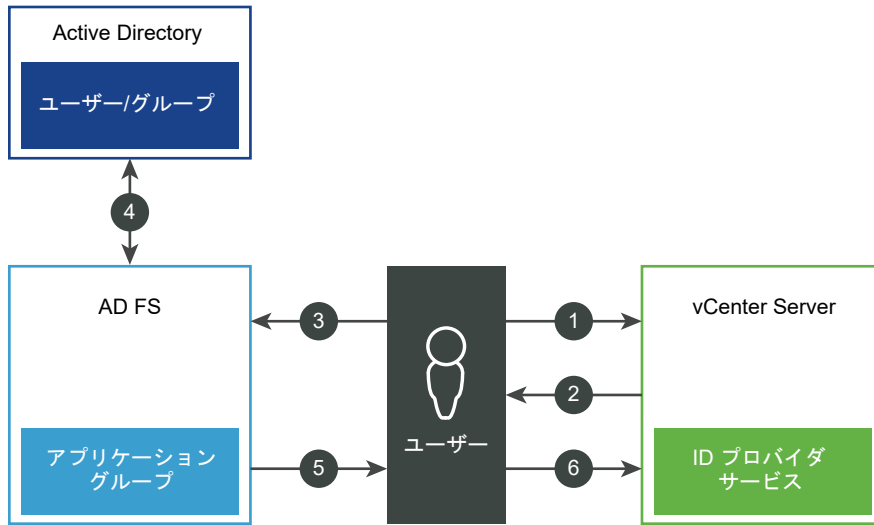 Active Directory
ユーザー/グループ
4
AD FS
3
1
vCenter Server
2
ユーザー
アプリケーション
グループ
5
6
ID プロバイダ
サービス